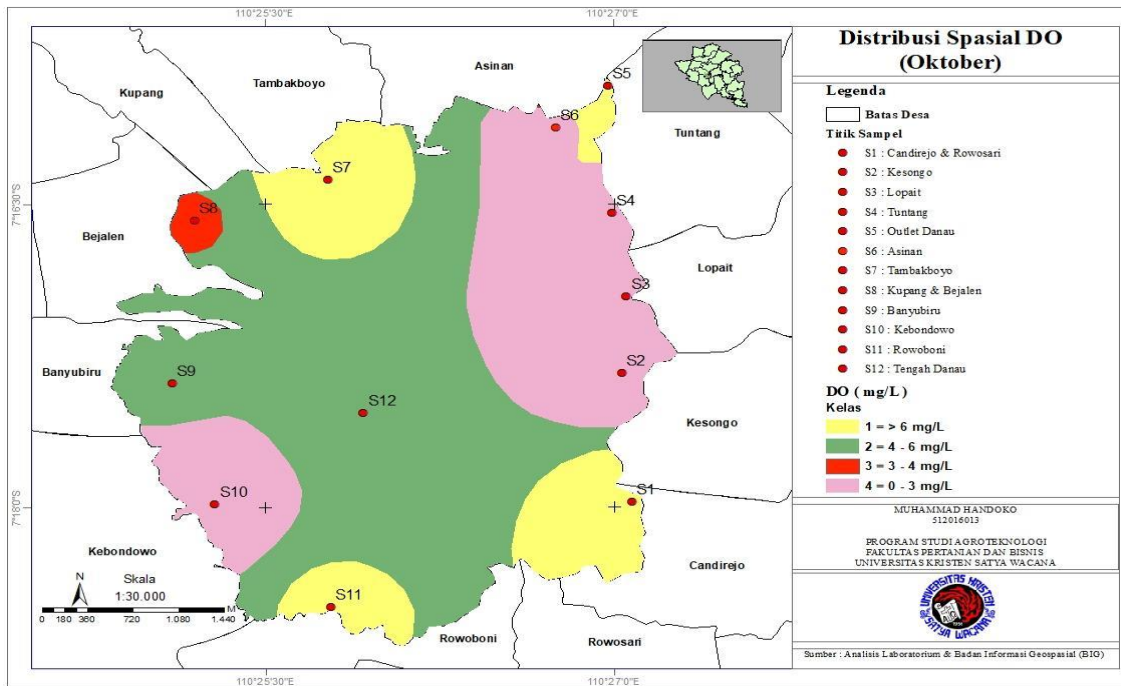 110°25'30"E
110°27'0"E
Distribusi Spasial DO
(Oktober)
Legenda
Batas Desa
Titik Sampel
S1 : Candirejo & Rowosari
S2 : Kesongo
S3 : Lopait
S4 : Tuntang
S5 : Outlet Danau
S6 : Asinan
S7 : Tambakboyo
S8 : Kupang & Bejalen
S9 : Banyubiru
S10 : Kebondowo
S11 : Rowoboni
S12 : Tengah Danau
DO ( mg/L)
Kelas
1 = > 6 mg/L
2 = 4 - 6 mg/L
3 = 3 - 4 mg/L
4 = 0 - 3 mg/L
MUHAMMAD HANDOKO
512016013
PROGRAM STUDI AGROTEKNOLOGI
FAKULTAS PERTANIAN DAN BISNIS
UNIVERSITAS KRISTEN SATYA WACANA
UNIVERSITAS KRISTEN
SATYA WACANA
Sumber : Analisis Laboratorium & Badan Informasi Geospasial (BIG)
Asinan
Tambakboyo
Kupang
S5
S6
Tuntang
S7
7°16'30"S
S8
S4
Bejalen
Lopait
S3
Banyubiru
S9
S2
S12
Kesongo
S10
S1
7°18'0"S
Kebondowo
Candirejo
N
Skala
1:30.000
M
0 180 360 720 1.080 1.440
S11
Rowoboni
Rowosari
110°25'30"E
110°27'0"E